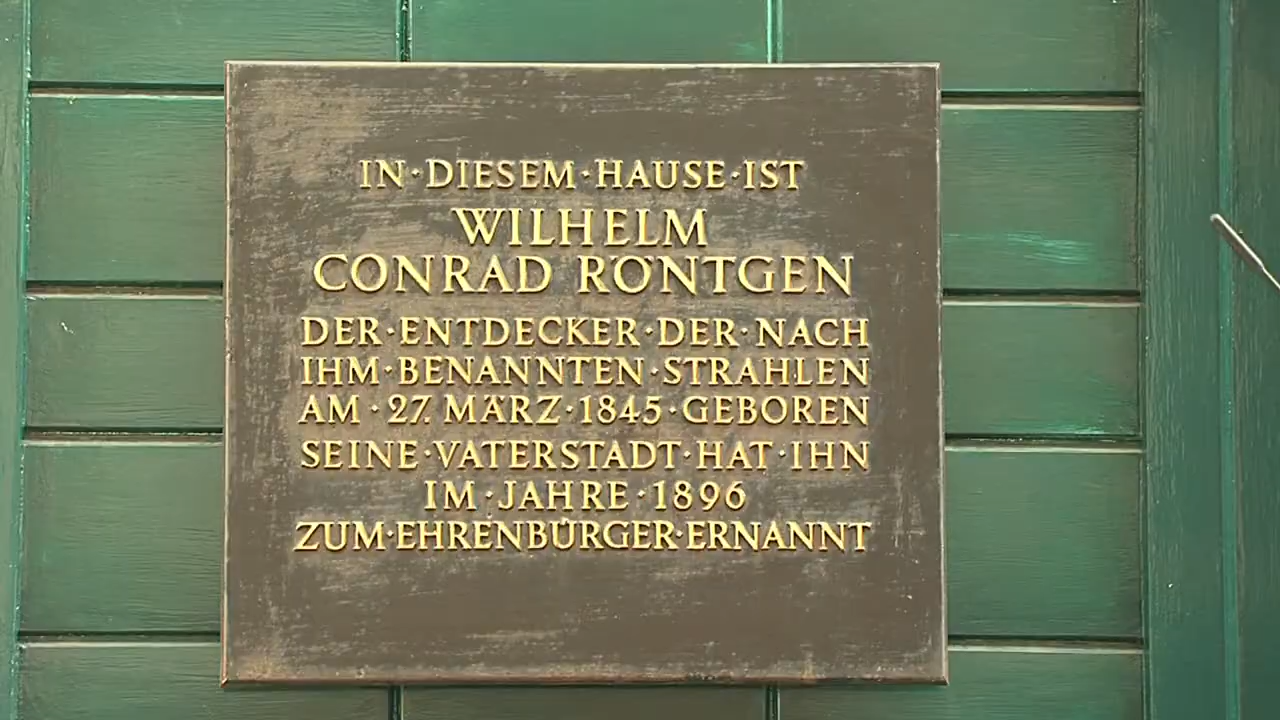 IN·DIESEM·HAUSE·IST
WILHELM
CONRAD RÖNTGEN
DER·ENTDECKER·DER·NACH
IHM·BENANNTEN·STRAHLEN
AM·27. MÄRZ·1845·GEBOREN
SEINE·VATERSTADT·HAT·IHN
IM·JAHRE·1896
ZUM·EHRENBÜRGER·ERNANNT